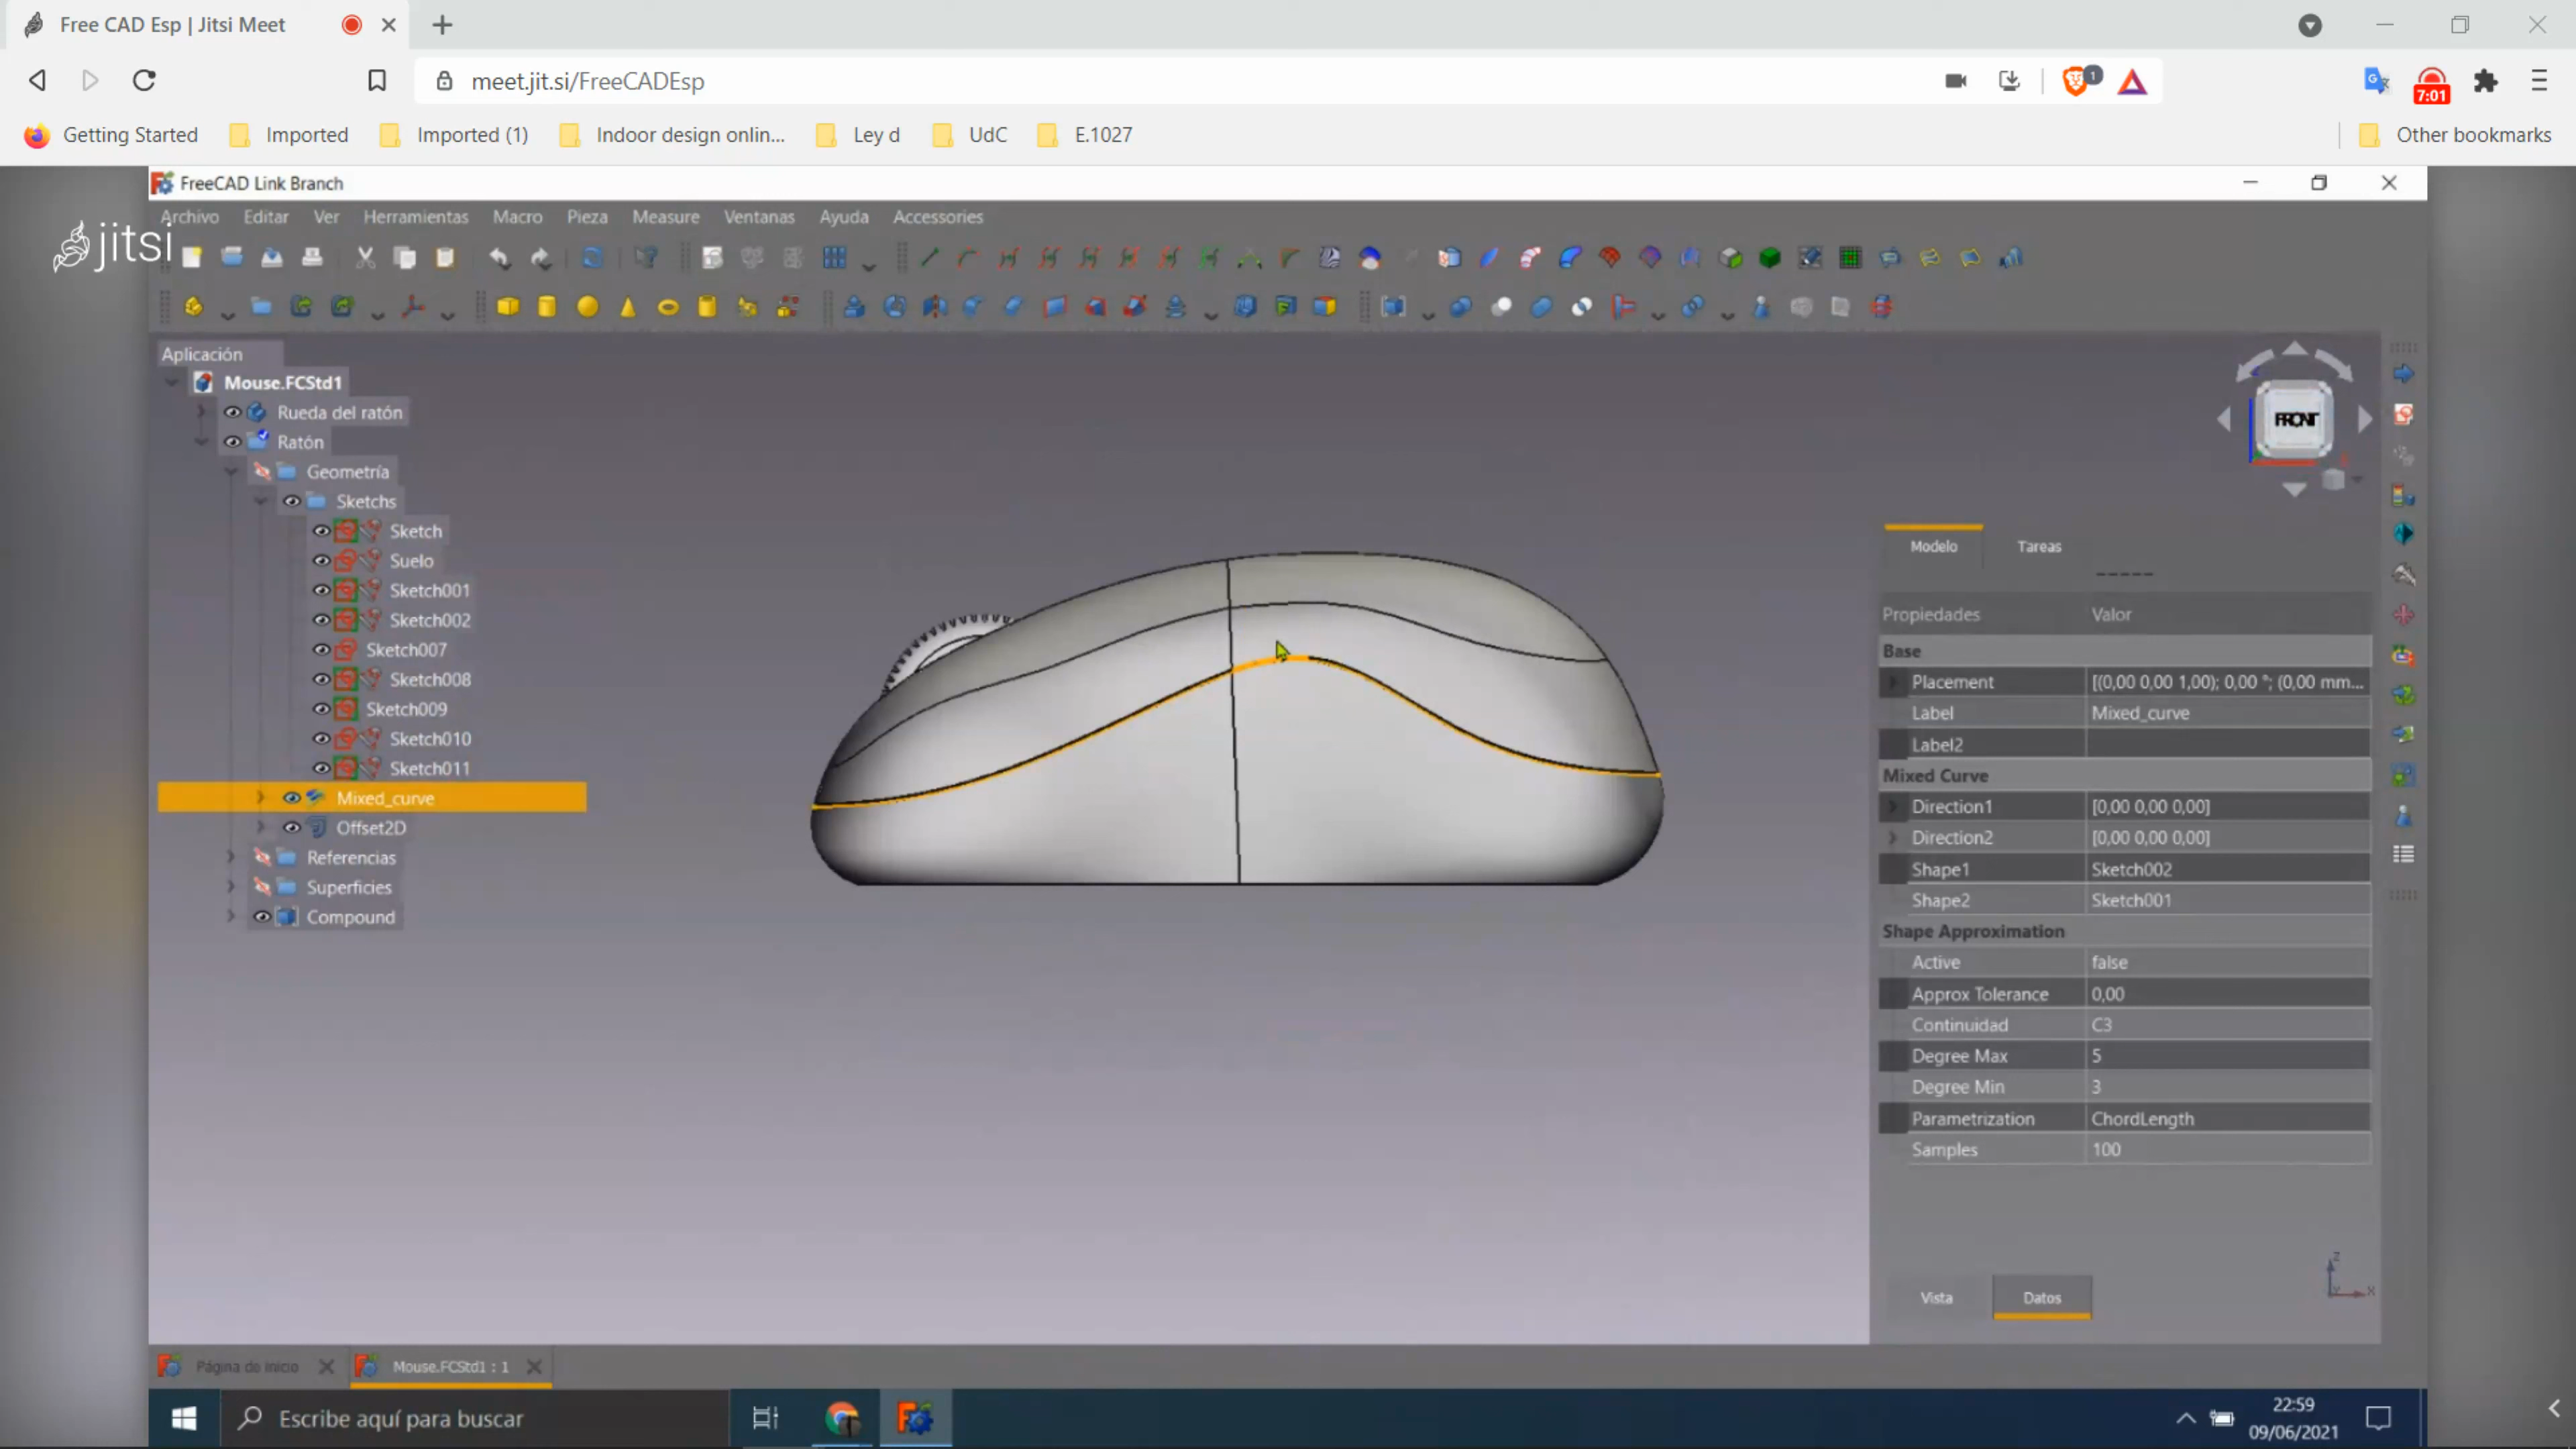 Free CAD Esp | Jitsi Meet
meet.jit.si/FreeCADEsp
1
7:01
Getting Started Imported Imported (1) Indoor design onlin... Ley d UdC E.1027 Other bookmarks
FreeCAD Link Branch
jitsi
Archivo Editar Ver Herramientas Macro Pieza Measure Ventanas Ayuda Accessories
Aplicación
Mouse.FCStd1
Rueda del ratón
Ratón
Geometría
Sketchs
Sketch
Suelo
Sketch001
Sketch002
Sketch007
Sketch008
Sketch009
Sketch010
Sketch011
Mixed_curve
Offset2D
Referencias
Superficies
Compound
FRONT
Modelo Tareas
Propiedades Valor
Base
Placement [(0,00 0,00 1,00); 0,00 °; (0,00 mm...
Label Mixed_curve
Label2
Mixed Curve
Direction1 [0,00 0,00 0,00]
Direction2 [0,00 0,00 0,00]
Shape1 Sketch002
Shape2 Sketch001
Shape Approximation
Active false
Approx Tolerance 0,00
Continuidad C3
Degree Max 5
Degree Min 3
Parametrization ChordLength
Samples 100
Z
X
Vista Datos
Página de inicio Mouse.FCStd1 : 1
Escribe aquí para buscar
22:59
09/06/2021